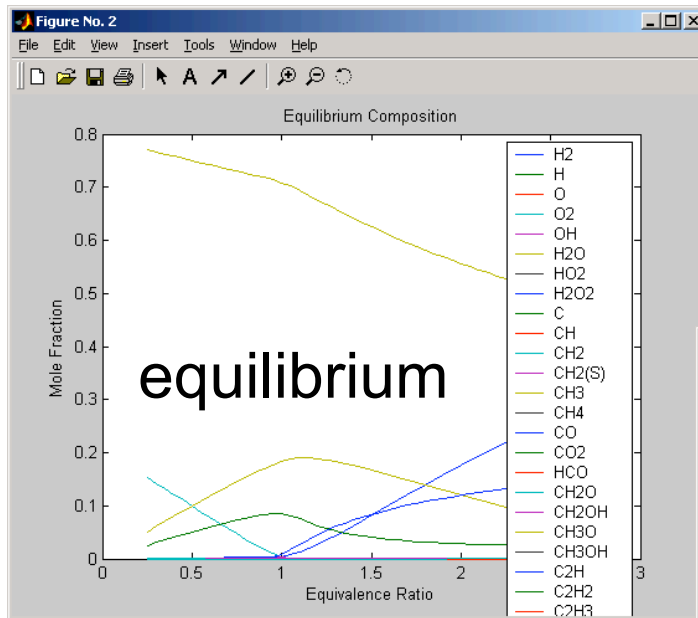 Figure No. 2
File Edit View Insert Tools Window Help
A
Equilibrium Composition
0.8
0.7
0.6
0.5
0.4
0.3
0.2
0.1
0
Mole Fraction
equilibrium
H2
H
O
O2
OH
H2O
HO2
H2O2
C
CH
CH2
CH2(S)
CH3
CH4
CO
CO2
HCO
CH2O
CH2OH
CH3O
CH3OH
C2H
C2H2
C2H3
0 0.5 1 1.5 2 3
Equivalence Ratio